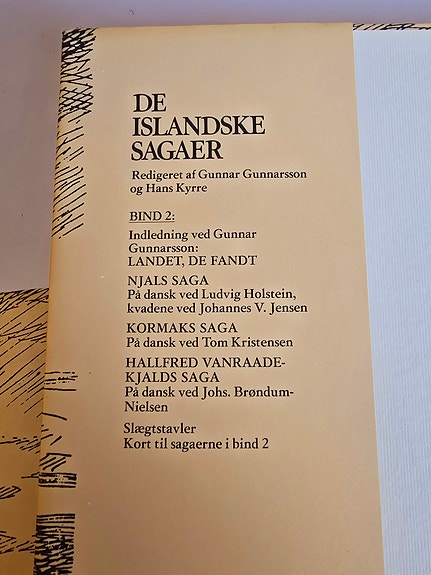 DE
ISLANDSKE
SAGAER
Redigeret af Gunnar Gunnarsson
og Hans Kyrre
BIND 2:
Indledning ved Gunnar
Gunnarsson:
LANDET, DE FANDT
NJALS SAGA
På dansk ved Ludvig Holstein,
kvadene ved Johannes V. Jensen
KORMAKS SAGA
På dansk ved Tom Kristensen
HALLFRED VANRAADE-
KJALDS SAGA
På dansk ved Johs. Brøndum-
Nielsen
Slægtstavler
Kort til sagaerne i bind 2